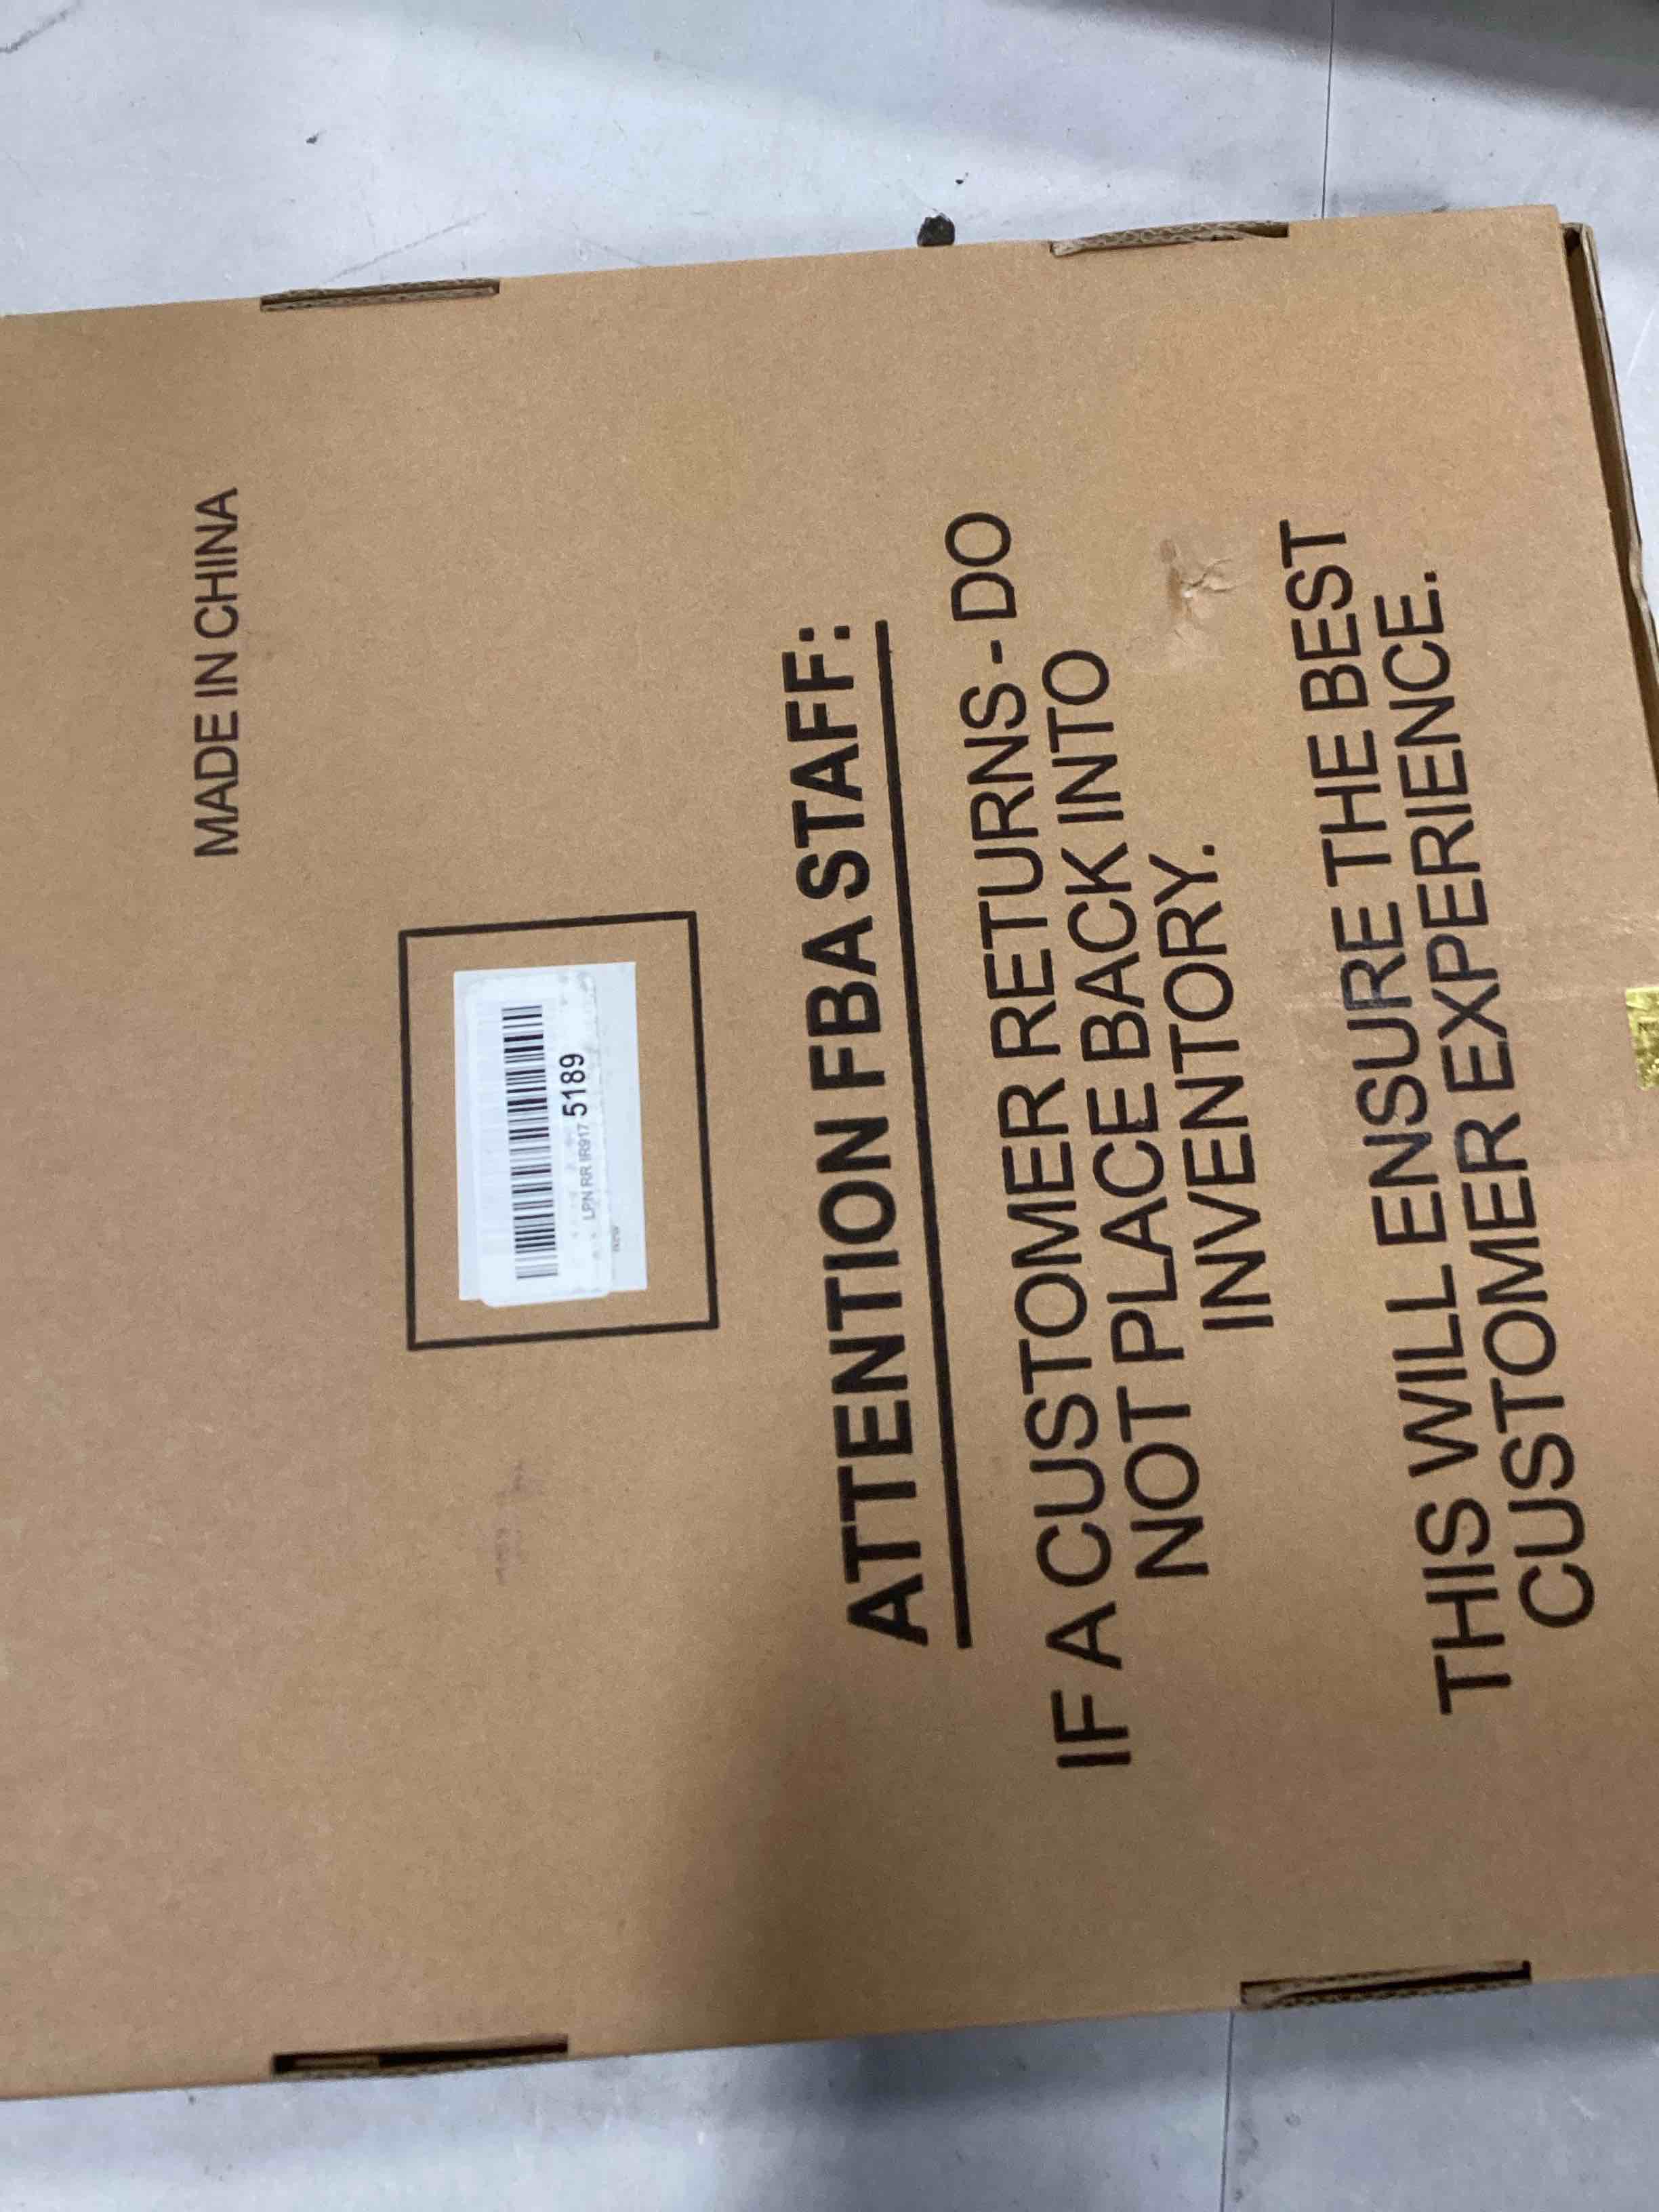 MADE IN CHINA
LPN RR IR917 5189
new
ATTENTION FBA STAFF:
IF A CUSTOMER RETURNS - DO
NOT PLACE BACK INTO
INVENTORY.
THIS WILL ENSURE THE BEST
CUSTOMER EXPERIENCE.